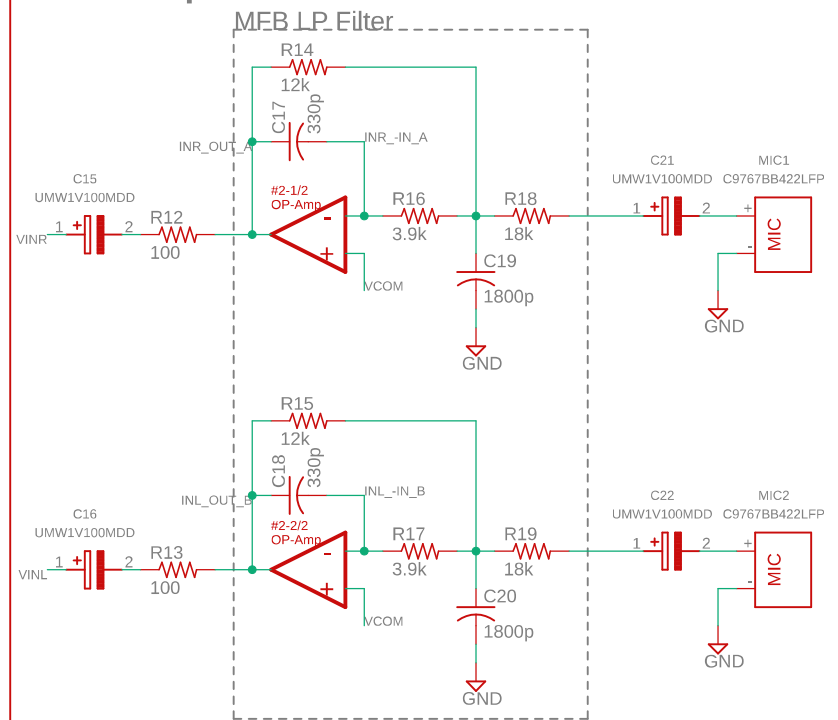 MFB LP Filter
R14
12k
C17
330p
INR_OUT_A
INR_-IN_A
#2-1/2
OP-Amp
-
+
VCOM
C15
UMW1V100MDD
VINR
1
+
2
R12
100
R16
3.9k
R18
18k
C19
1800p
GND
C21
UMW1V100MDD
1
+
2
MIC1
C9767BB422LFP
+
-
MIC
GND
R15
12k
C18
330p
INL_OUT_B
INL_-IN_B
#2-2/2
OP-Amp
-
+
VCOM
C16
UMW1V100MDD
VINL
1
+
2
R13
100
R17
3.9k
R19
18k
C20
1800p
GND
C22
UMW1V100MDD
1
+
2
MIC2
C9767BB422LFP
+
-
MIC
GND